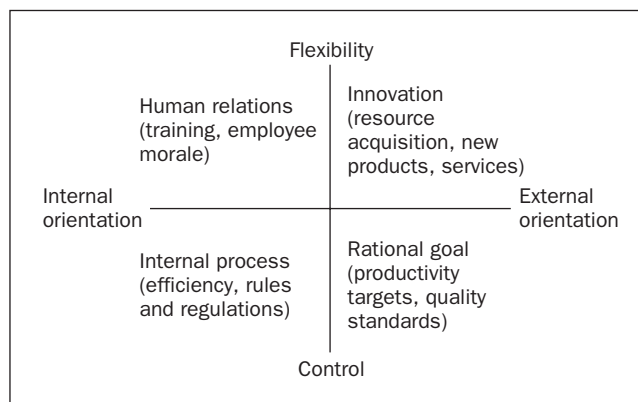 Flexibility
Human relations
(training, employee
morale)
Innovation
(resource
acquisition, new
products, services)
Internal
orientation
External
orientation
Internal process
(efficiency, rules
and regulations)
Rational goal
(productivity
targets, quality
standards)
Control